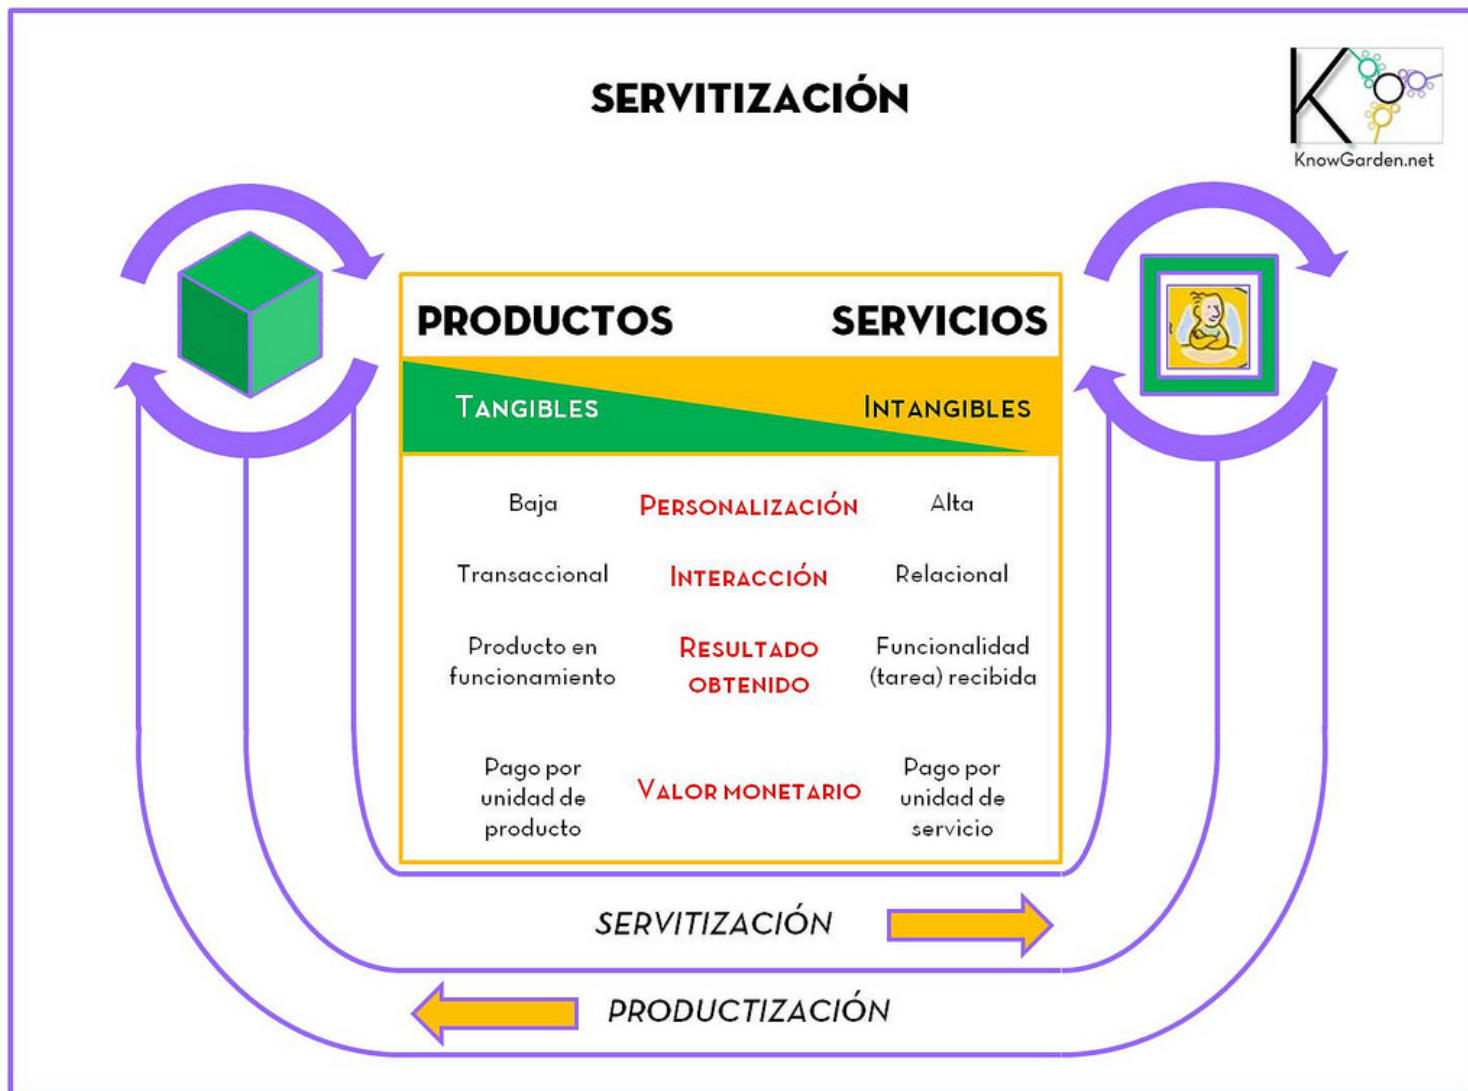 SERVITIZACIÓN
K
KnowGarden.net
PRODUCTOS SERVICIOS
TANGIBLES INTANGIBLES
Baja PERSONALIZACIÓN Alta
Transaccional INTERACCIÓN Relacional
Producto en RESULTADO Funcionalidad
funcionamiento OBTENIDO (tarea) recibida
Pago por Pago por
unidad de VALOR MONETARIO unidad de
producto servicio
SERVITIZACIÓN
PRODUCTIZACIÓN